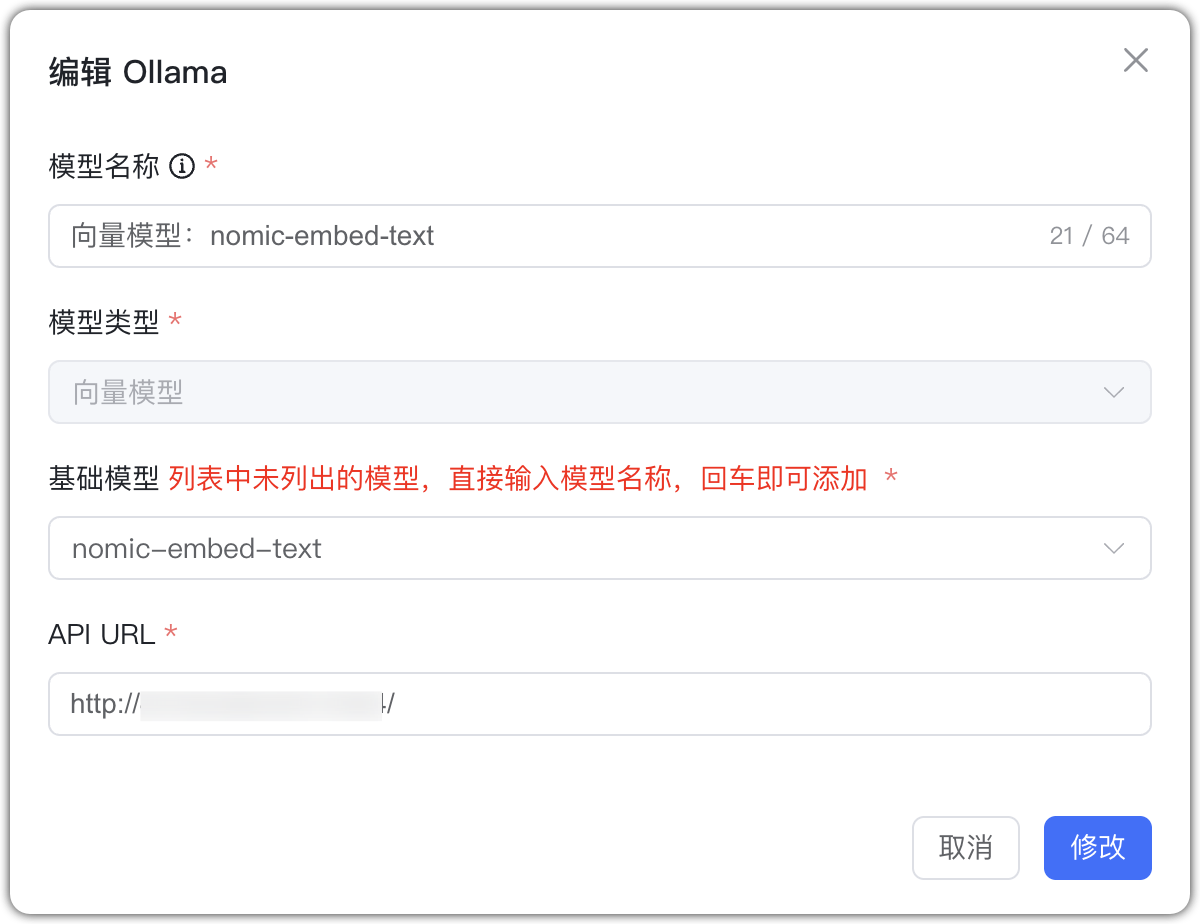 编辑 Ollama
模型名称 *
向量模型：nomic-embed-text 21 / 64
模型类型 *
向量模型
基础模型 列表中未列出的模型，直接输入模型名称，回车即可添加 *
nomic-embed-text
API URL *
http:// /
取消 修改